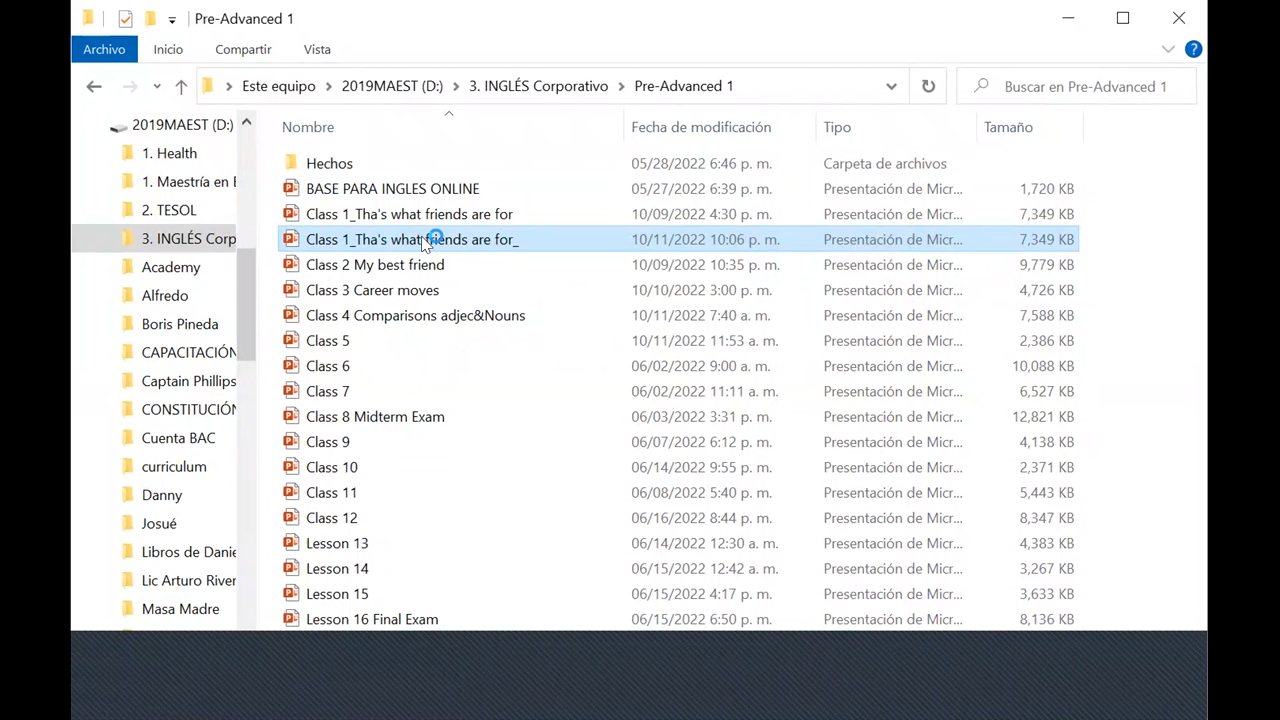 Pre-Advanced 1
Archivo Inicio Compartir Vista
Este equipo 2019MAEST (D:) 3. INGLÉS Corporativo Pre-Advanced 1
Buscar en Pre-Advanced 1
2019MAEST (D:)
1. Health
1. Maestría en E
2. TESOL
3. INGLÉS Corp
Academy
Alfredo
Boris Pineda
CAPACITACIÓN
Captain Phillips
CONSTITUCIÓN
Cuenta BAC
curriculum
Danny
Josué
Libros de Danie
Lic Arturo River
Masa Madre
Nombre Fecha de modificación Tipo Tamaño
Hechos 05/28/2022 6:46 p. m. Carpeta de archivos
BASE PARA INGLES ONLINE 05/27/2022 6:39 p. m. Presentación de Micr... 1,720 KB
Class 1_Tha's what friends are for 10/09/2022 4:30 p. m. Presentación de Micr... 7,349 KB
Class 1_Tha's what friends are for_ 10/11/2022 10:06 p. m. Presentación de Micr... 7,349 KB
Class 2 My best friend 10/09/2022 10:35 p. m. Presentación de Micr... 9,779 KB
Class 3 Career moves 10/10/2022 3:00 p. m. Presentación de Micr... 4,726 KB
Class 4 Comparisons adjec&Nouns 10/11/2022 7:40 a. m. Presentación de Micr... 7,588 KB
Class 5 10/11/2022 11:53 a. m. Presentación de Micr... 2,386 KB
Class 6 06/02/2022 9:00 a. m. Presentación de Micr... 10,088 KB
Class 7 06/02/2022 11:11 a. m. Presentación de Micr... 6,527 KB
Class 8 Midterm Exam 06/03/2022 3:31 p. m. Presentación de Micr... 12,821 KB
Class 9 06/07/2022 6:12 p. m. Presentación de Micr... 4,138 KB
Class 10 06/14/2022 9:55 p. m. Presentación de Micr... 2,371 KB
Class 11 06/08/2022 5:40 p. m. Presentación de Micr... 5,443 KB
Class 12 06/16/2022 8:44 p. m. Presentación de Micr... 8,347 KB
Lesson 13 06/14/2022 12:30 a. m. Presentación de Micr... 4,383 KB
Lesson 14 06/15/2022 12:42 a. m. Presentación de Micr... 3,267 KB
Lesson 15 06/15/2022 4:17 p. m. Presentación de Micr... 3,633 KB
Lesson 16 Final Exam 06/15/2022 6:50 p. m. Presentación de Micr... 8,136 KB